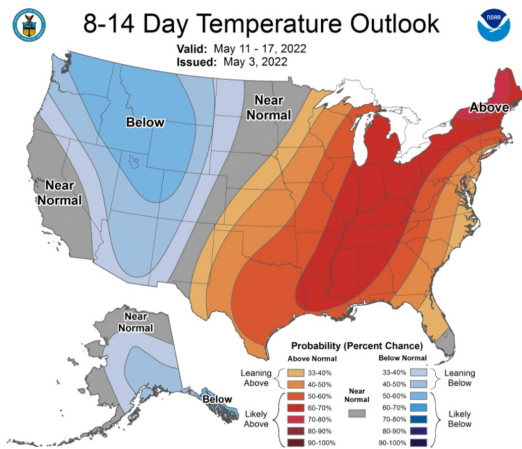 8-14 Day Temperature Outlook
Valid: May 11 - 17, 2022
Issued: May 3, 2022
NOAA
Below
Near
Normal
Above
Near
Normal
Near
Normal
Below
Probability (Percent Chance)
Above Normal
Below Normal
Leaning
Above
33-40%
40-50%
Likely
Above
50-60%
60-70%
70-80%
80-90%
90-100%
Near
Normal
33-40%
40-50%
Leaning
Below
50-60%
60-70%
70-80%
80-90%
90-100%
Likely
Below